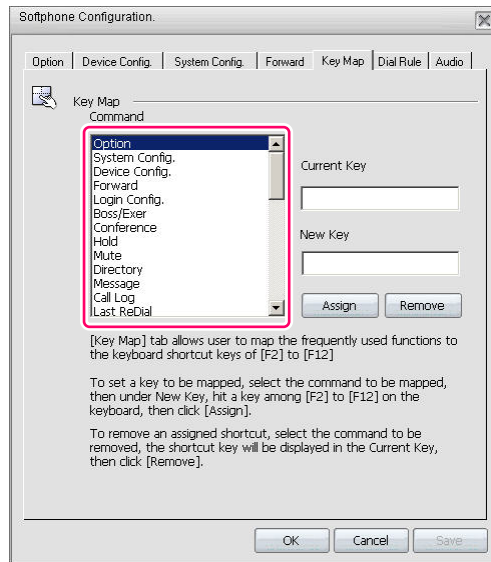 Softphone Configuration.
Option Device Config. System Config. Forward Key Map Dial Rule Audio
Key Map
Command
Option
System Config.
Device Config.
Forward
Login Config.
Boss/Exer
Conference
Hold
Mute
Directory
Message
Call Log
Last ReDial
Current Key
New Key
Assign Remove
[Key Map] tab allows user to map the frequently used functions to
the keyboard shortcut keys of [F2] to [F12]
To set a key to be mapped, select the command to be mapped,
then under New Key, hit a key among [F2] to [F12] on the
keyboard, then click [Assign].
To remove an assigned shortcut, select the command to be
removed, the shortcut key will be displayed in the Current Key,
then click [Remove].
OK Cancel Save